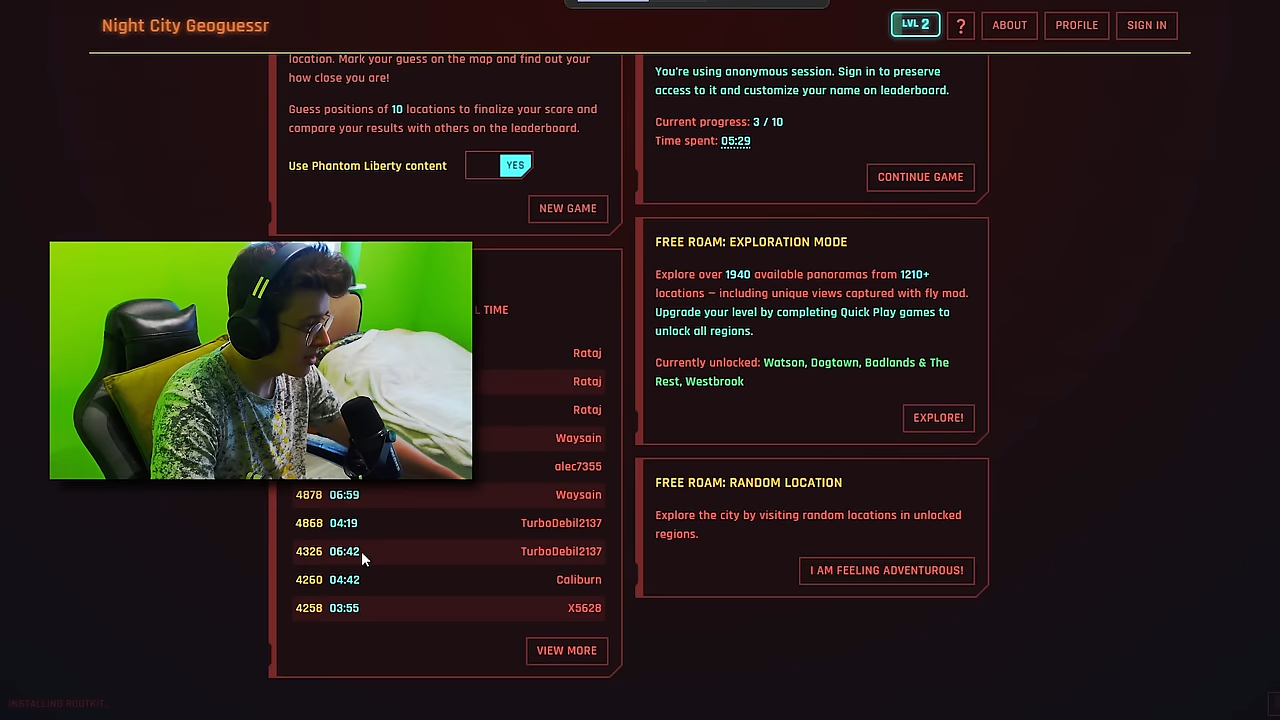 Night City Geoguessr
LVL 2
?
ABOUT
PROFILE
SIGN IN
location. Mark your guess on the map and find out your
how close you are!
Guess positions of 10 locations to finalize your score and
compare your results with others on the leaderboard.
Use Phantom Liberty content
YES
NEW GAME
You're using anonymous session. Sign in to preserve
access to it and customize your name on leaderboard.
Current progress: 3 / 10
Time spent: 05:29
CONTINUE GAME
FREE ROAM: EXPLORATION MODE
Explore over 1940 available panoramas from 1210+
locations – including unique views captured with fly mod.
Upgrade your level by completing Quick Play games to
unlock all regions.
Currently unlocked: Watson, Dogtown, Badlands & The
Rest, Westbrook
EXPLORE!
FREE ROAM: RANDOM LOCATION
Explore the city by visiting random locations in unlocked
regions.
I AM FEELING ADVENTUROUS!
L TIME
Rataj
Rataj
Rataj
Waysain
alec7355
4878 06:59 Waysain
4868 04:19 TurboDebil2137
4326 06:42 TurboDebil2137
4260 04:42 Caliburn
4258 03:55 X5628
VIEW MORE
INSTALLING ROOTKIT.